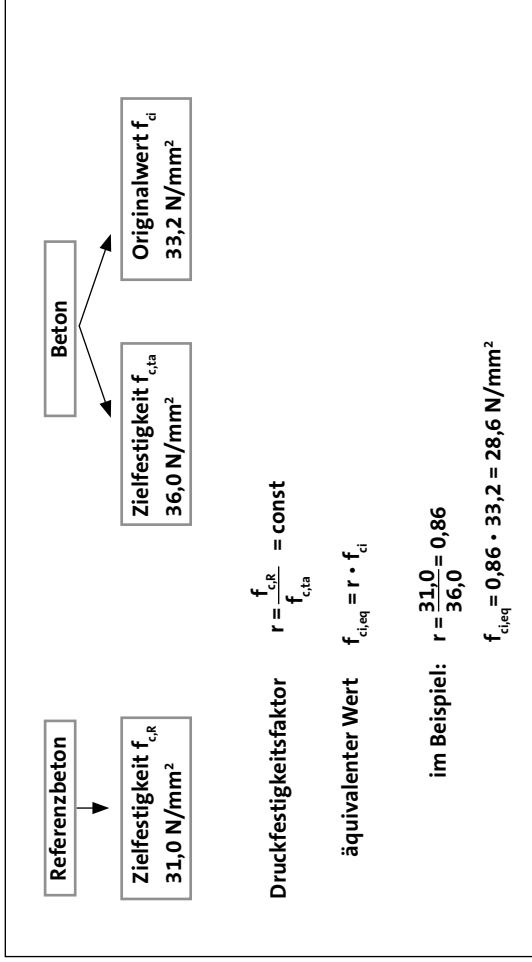 Referenzbeton
Zielfestigkeit f_c,R
31,0 N/mm²
Beton
Zielfestigkeit f_c,ta
36,0 N/mm²
Originalwert f_ci
33,2 N/mm²
Druckfestigkeitsfaktor r = f_c,R / f_c,ta = const
äquivalenter Wert f_ci,eq = r • f_ci
im Beispiel: r = 31,0 / 36,0 = 0,86
f_ci,eq = 0,86 • 33,2 = 28,6 N/mm²